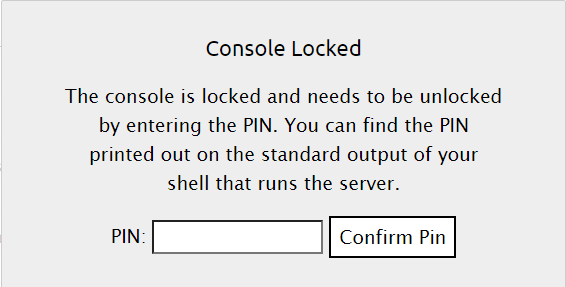 Console Locked
The console is locked and needs to be unlocked
by entering the PIN. You can find the PIN
printed out on the standard output of your
shell that runs the server.
PIN: Confirm Pin